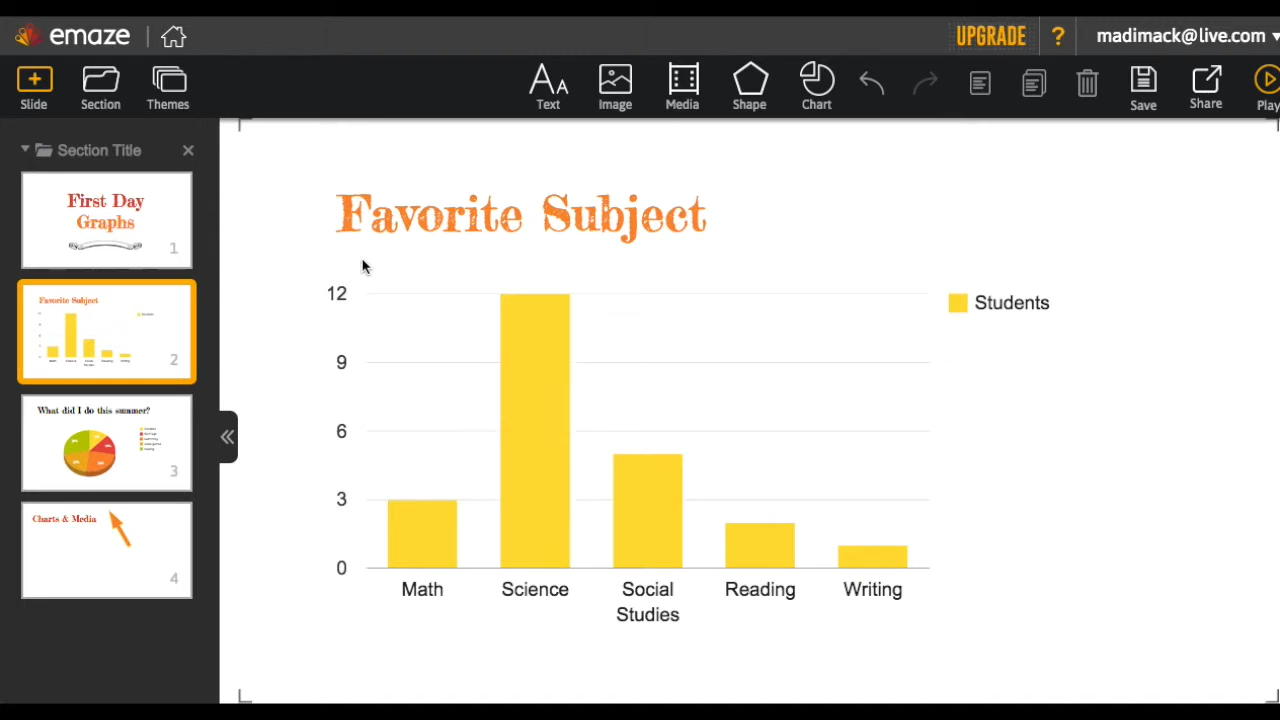 emaze
UPGRADE
?
madimack@live.com
Slide
Section
Themes
Text
Image
Media
Shape
Chart
Save
Share
Play
Section Title
First Day
Graphs
1
Favorite Subject
2
What did I do this summer?
3
Charts & Media
4
Favorite Subject
12
9
6
3
0
Students
Math
Science
Social
Studies
Reading
Writing